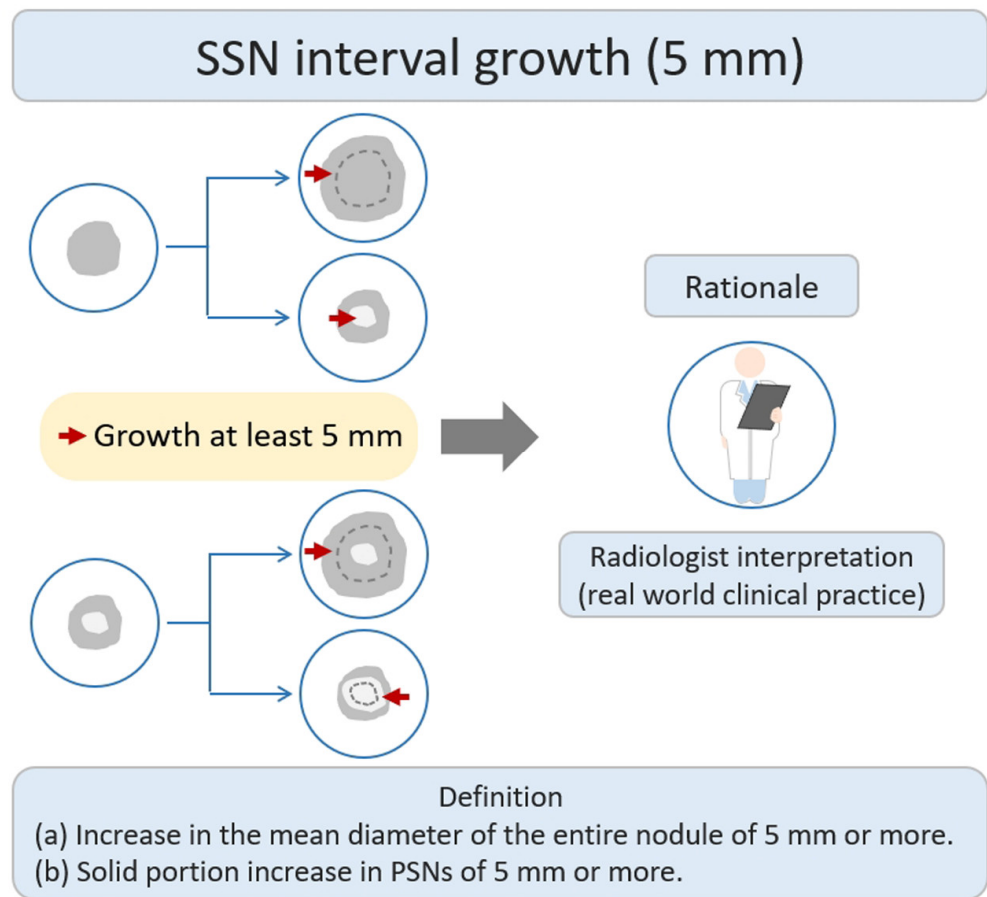 SSN interval growth (5 mm)
Growth at least 5 mm
Rationale
Radiologist interpretation
(real world clinical practice)
Definition
(a) Increase in the mean diameter of the entire nodule of 5 mm or more.
(b) Solid portion increase in PSNs of 5 mm or more.